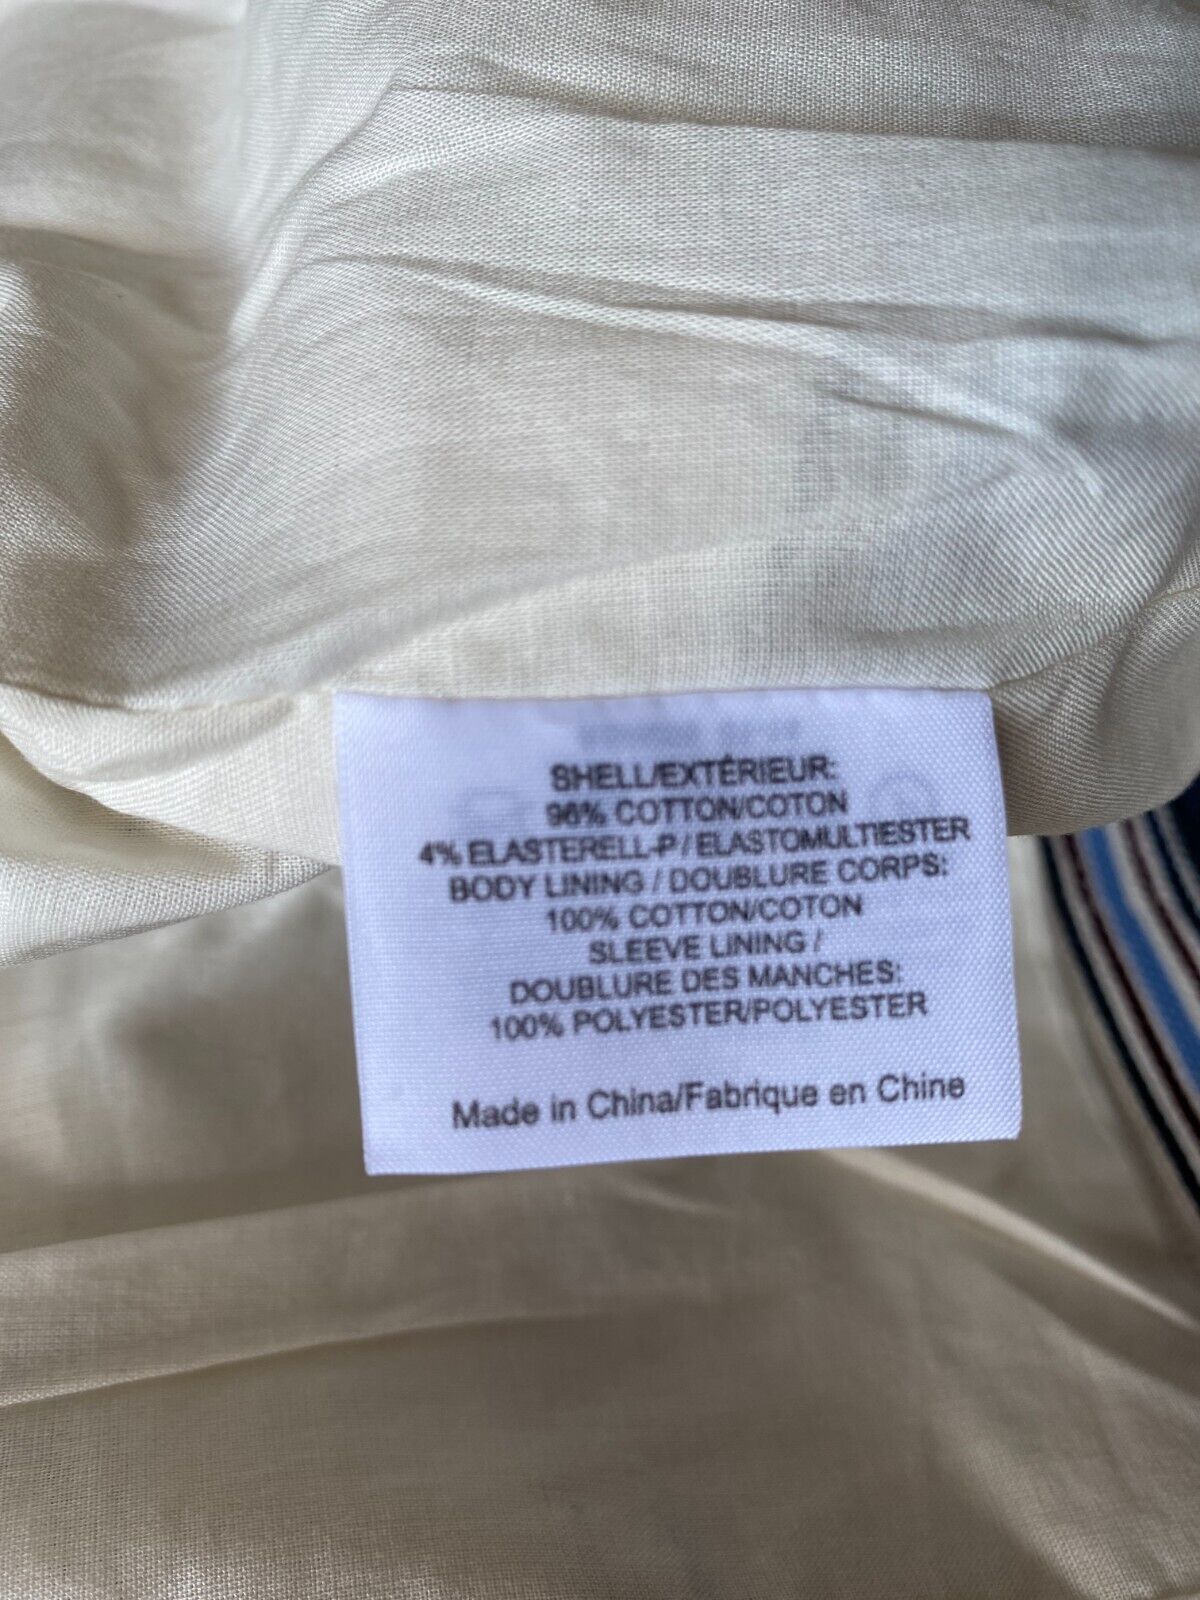 SHELL/EXTÉRIEUR:
96% COTTON/COTON
4% ELASTERELL-P / ELASTOMULTIESTER
BODY LINING / DOUBLURE CORPS:
100% COTTON/COTON
SLEEVE LINING /
DOUBLURE DES MANCHES:
100% POLYESTER/POLYESTER
Made in China/Fabrique en Chine